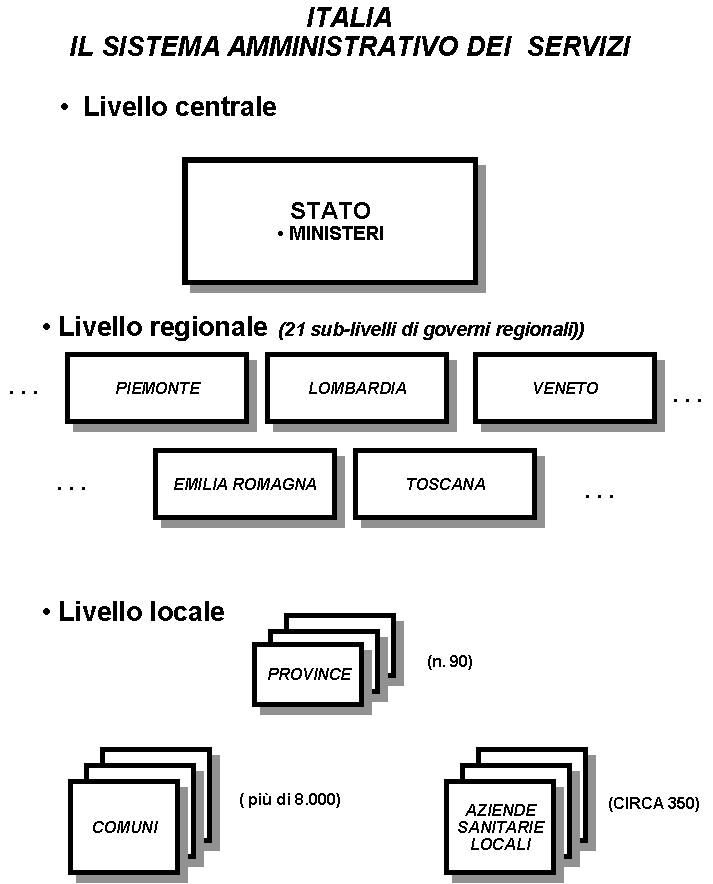 ITALIA
IL SISTEMA AMMINISTRATIVO DEI SERVIZI
• Livello centrale
STATO
• MINISTERI
• Livello regionale (21 sub-livelli di governi regionali))
. . . PIEMONTE LOMBARDIA VENETO . . .
. . . EMILIA ROMAGNA TOSCANA . . .
• Livello locale
PROVINCE (n. 90)
COMUNI ( più di 8.000)
AZIENDE
SANITARIE
LOCALI
(CIRCA 350)